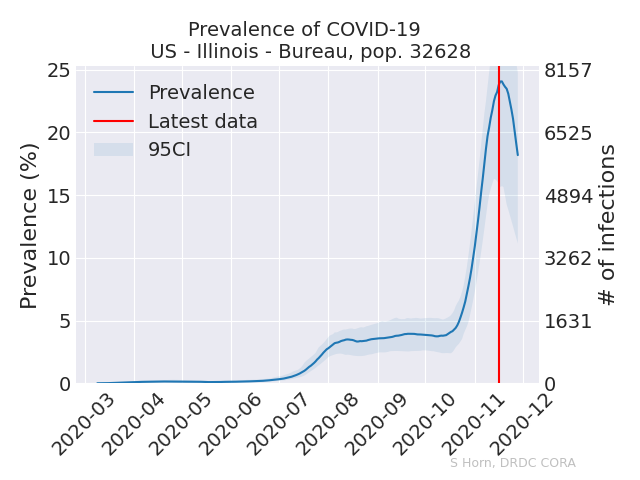 Prevalence of COVID-19
US - Illinois - Bureau, pop. 32628
Prevalence
Latest data
95CI
Prevalence (%)
25
20
15
10
5
0
8157
6525
4894
3262
1631
0
# of infections
2020-03
2020-04
2020-05
2020-06
2020-07
2020-08
2020-09
2020-10
2020-11
2020-12
S Horn, DRDC CORA